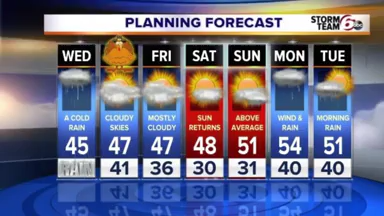 PLANNING FORECAST
STORM
TEAM 6
WED
FRI
SAT
SUN
MON
TUE
A COLD
RAIN
CLOUDY
SKIES
MOSTLY
CLOUDY
SUN
RETURNS
ABOVE
AVERAGE
WIND &
RAIN
MORNING
RAIN
45
47
47
48
51
54
51
RAIN
41
36
30
31
40
40